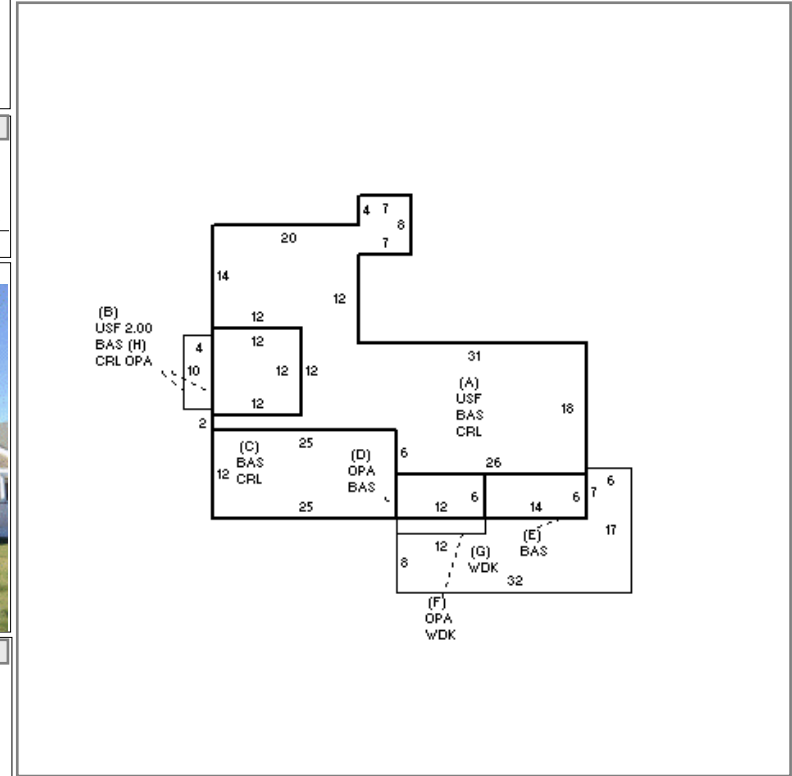 4 7
8
7
20
14
12
12
(B)
USF 2.00
BAS (H)
CRL OPA
4
10
12
12 12
12
2
31
(A)
USF
BAS
CRL
18
25
(C)
BAS
CRL
12
25
(D)
OPA
BAS
6
26
12
6
14
6
7
6
17
(E)
BAS
12
(G)
WDK
8
32
(F)
OPA
WDK